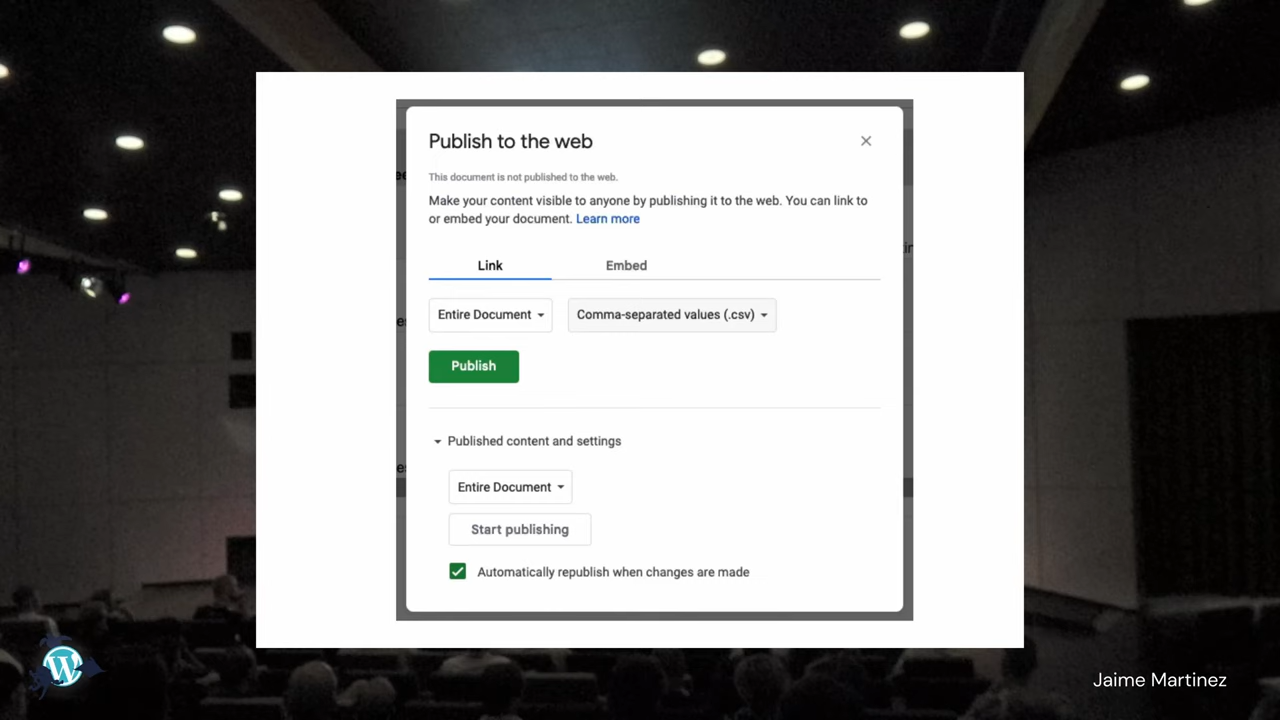 Publish to the web
This document is not published to the web.
Make your content visible to anyone by publishing it to the web. You can link to
or embed your document. Learn more
Link
Embed
Entire Document
Comma-separated values (.csv)
Publish
Published content and settings
Entire Document
Start publishing
Automatically republish when changes are made
Jaime Martinez